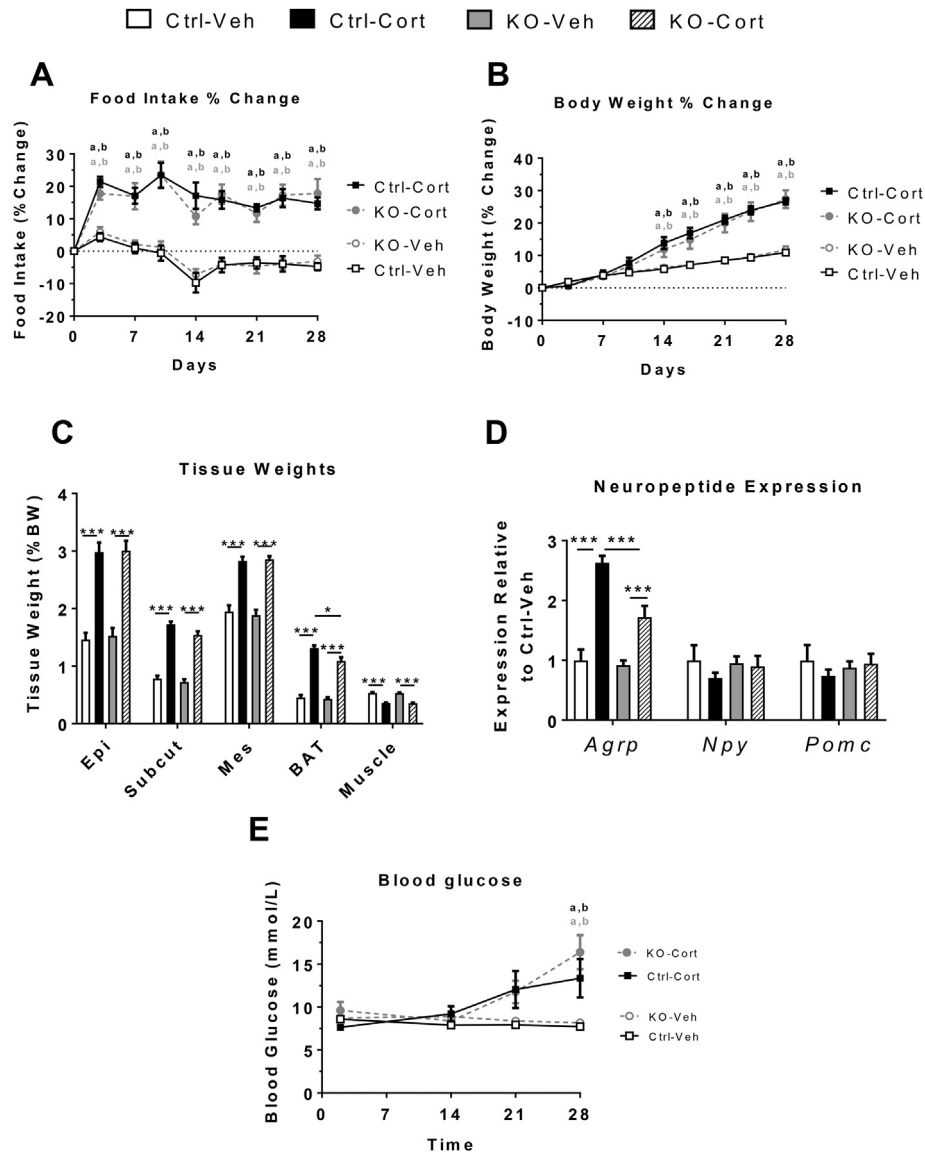 Ctrl-Veh Ctrl-Cort KO-Veh KO-Cort
A
Food Intake % Change
Food Intake (% Change)
30
20
10
0
-10
-20
a,b a,b a,b a,b a,b a,b a,b a,b
a,b a,b a,b a,b a,b a,b a,b a,b
0 7 14 21 28
Days
Ctrl-Cort
KO-Cort
KO-Veh
Ctrl-Veh
B
Body Weight % Change
Body Weight (% Change)
40
30
20
10
0
-10
a,b a,b a,b a,b a,b
a,b a,b a,b a,b a,b
0 7 14 21 28
Days
Ctrl-Cort
KO-Cort
KO-Veh
Ctrl-Veh
C
Tissue Weights
Tissue Weight (%BW)
4
3
2
1
0
*** ***
*** ***
*** ***
*** *** *
*** ***
Epi Subcut Mes BAT Muscle
D
Neuropeptide Expression
Expression Relative
to Ctrl-Veh
3
2
1
0
*** ***
***
Agrp Npy Pomc
E
Blood glucose
Blood Glucose (mmol/L)
20
15
10
5
0
a,b
a,b
0 7 14 21 28
Time
KO-Cort
Ctrl-Cort
KO-Veh
Ctrl-Veh